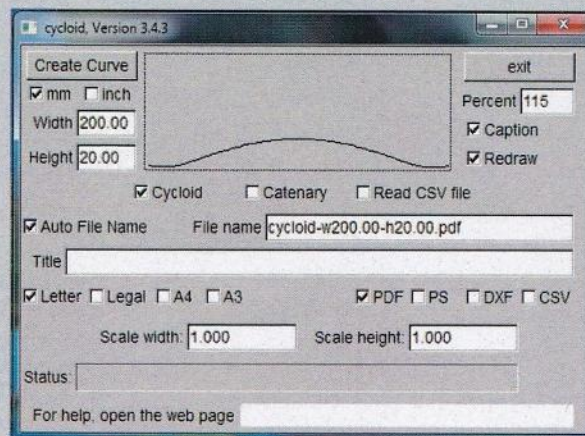 cycloid, Version 3.4.3
Create Curve
exit
mm inch
Percent 115
Width 200.00
Caption
Height 20.00
Redraw
Cycloid Catenary Read CSV file
Auto File Name File name cycloid-w200.00-h20.00.pdf
Title
Letter Legal A4 A3 PDF PS DXF CSV
Scale width: 1.000 Scale height: 1.000
Status:
For help, open the web page